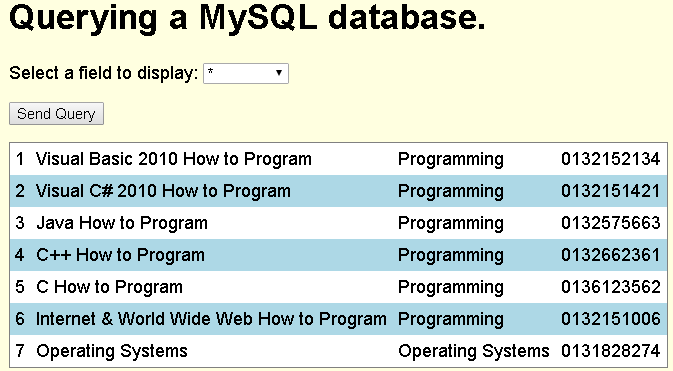 Querying a MySQL database.
Select a field to display: *
Send Query
1 Visual Basic 2010 How to Program Programming 0132152134
2 Visual C# 2010 How to Program Programming 0132151421
3 Java How to Program Programming 0132575663
4 C++ How to Program Programming 0132662361
5 C How to Program Programming 0136123562
6 Internet & World Wide Web How to Program Programming 0132151006
7 Operating Systems Operating Systems 0131828274